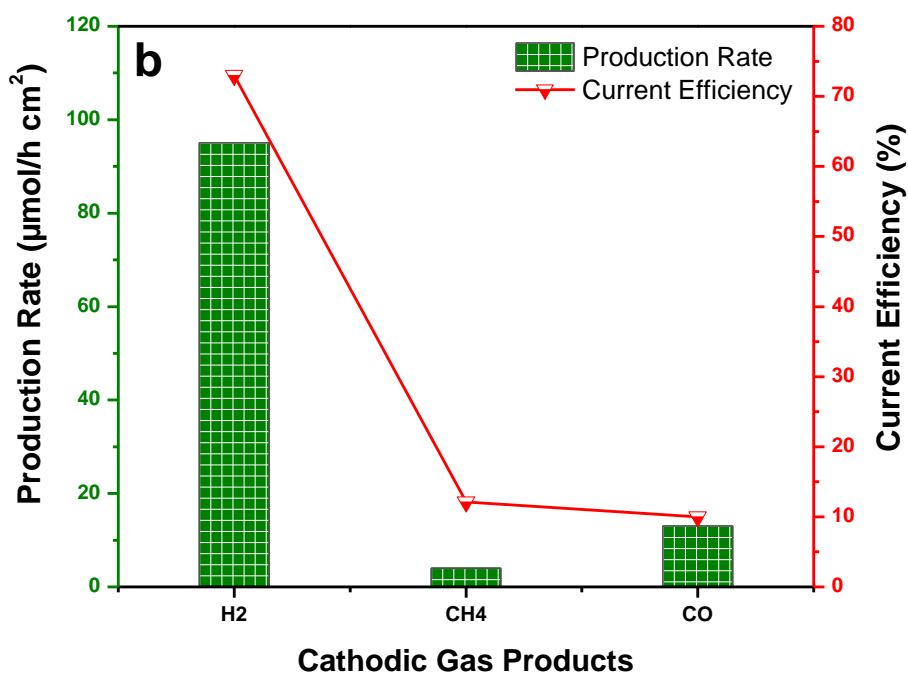 b
Production Rate
Current Efficiency
Production Rate (µmol/h cm²)
120
100
80
60
40
20
0
Current Efficiency (%)
80
70
60
50
40
30
20
10
0
H2 CH4 CO
Cathodic Gas Products